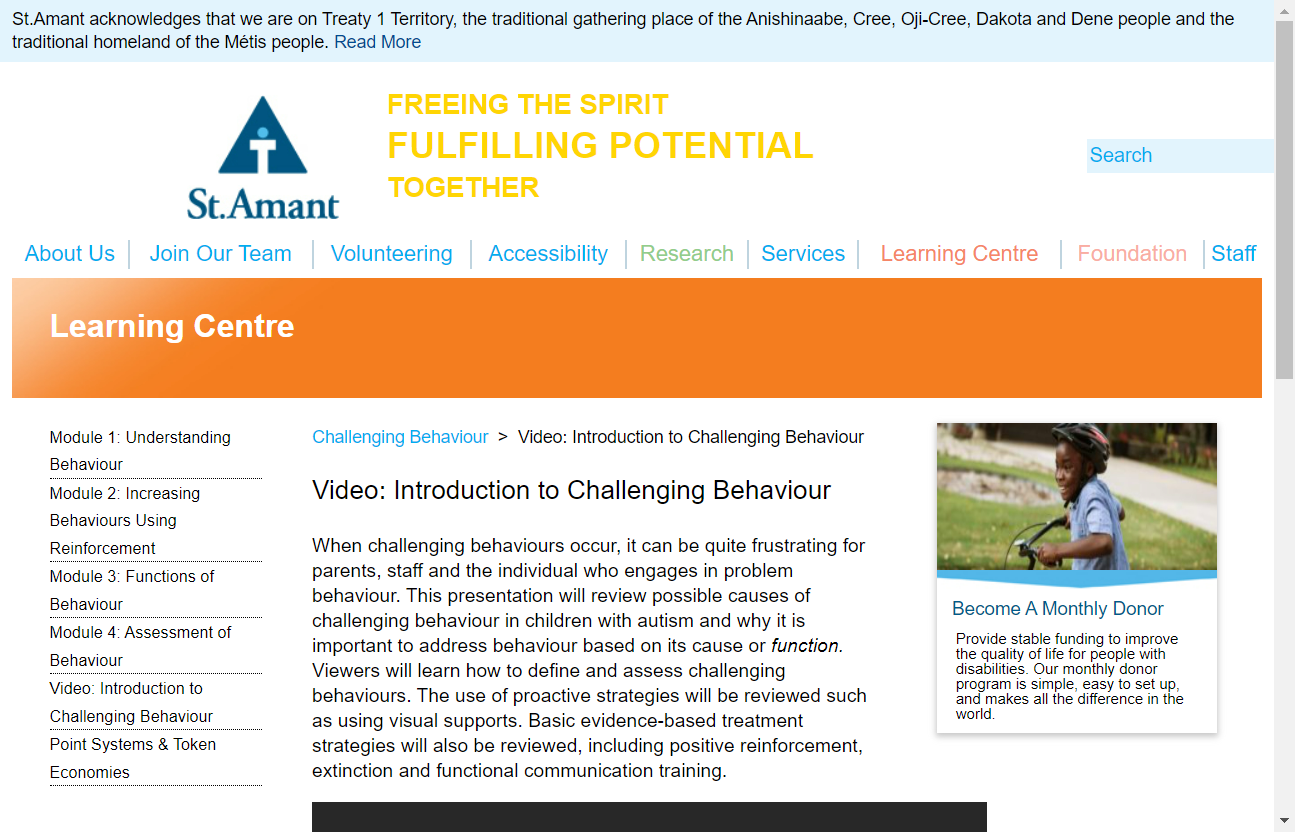 St.Amant acknowledges that we are on Treaty 1 Territory, the traditional gathering place of the Anishinaabe, Cree, Oji-Cree, Dakota and Dene people and the
traditional homeland of the Métis people. Read More
St.Amant
FREEING THE SPIRIT
FULFILLING POTENTIAL
TOGETHER
Search
About Us
Join Our Team
Volunteering
Accessibility
Research
Services
Learning Centre
Foundation
Staff
Learning Centre
Module 1: Understanding
Behaviour
Module 2: Increasing
Behaviours Using
Reinforcement
Module 3: Functions of
Behaviour
Module 4: Assessment of
Behaviour
Video: Introduction to
Challenging Behaviour
Point Systems & Token
Economies
Challenging Behaviour > Video: Introduction to Challenging Behaviour
Video: Introduction to Challenging Behaviour
When challenging behaviours occur, it can be quite frustrating for
parents, staff and the individual who engages in problem
behaviour. This presentation will review possible causes of
challenging behaviour in children with autism and why it is
important to address behaviour based on its cause or function.
Viewers will learn how to define and assess challenging
behaviours. The use of proactive strategies will be reviewed such
as using visual supports. Basic evidence-based treatment
strategies will also be reviewed, including positive reinforcement,
extinction and functional communication training.
Become A Monthly Donor
Provide stable funding to improve
the quality of life for people with
disabilities. Our monthly donor
program is simple, easy to set up,
and makes all the difference in the
world.